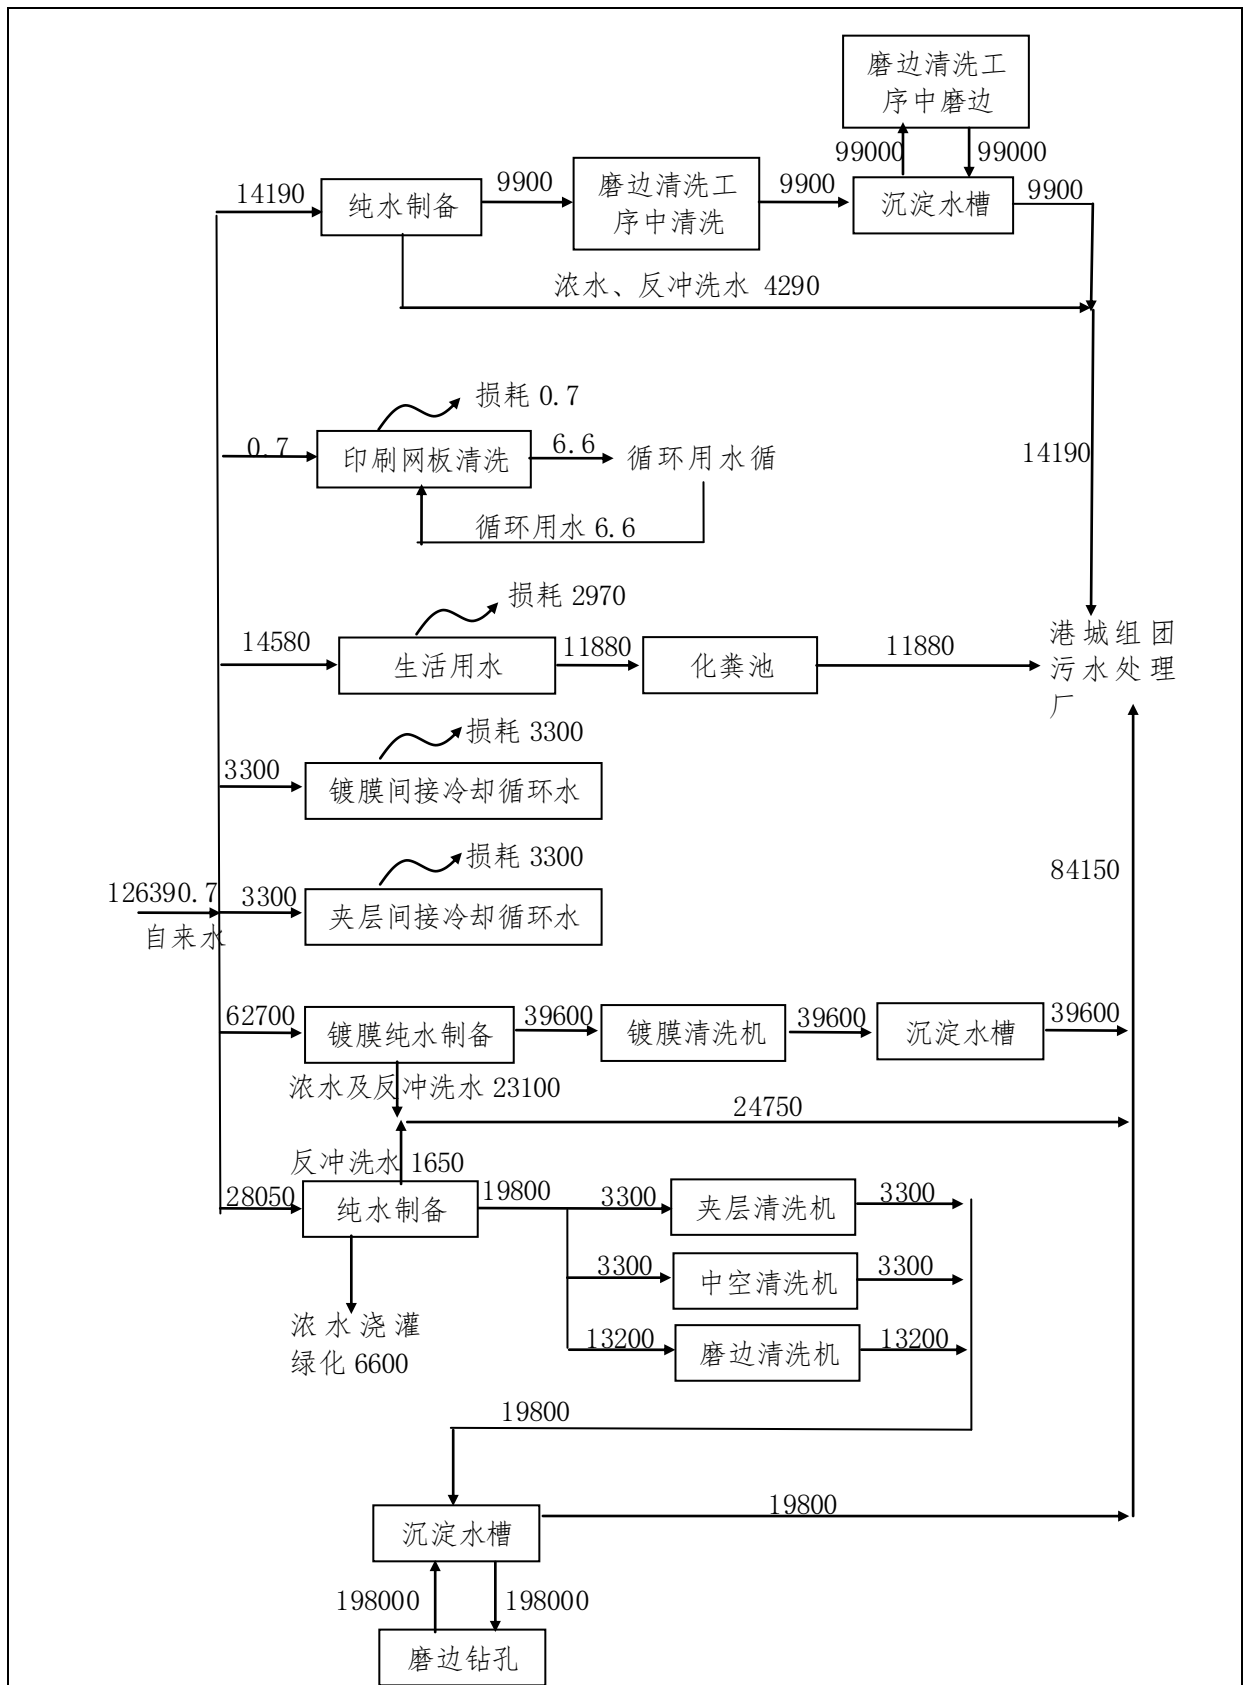 磨边清洗工
序中磨边
99000
99000
14190
纯水制备
9900
磨边清洗工
序中清洗
9900
沉淀水槽
9900
浓水、反冲洗水 4290
损耗 0.7
0.7
印刷网板清洗
6.6
循环用水循
14190
循环用水 6.6
损耗 2970
14580
生活用水
11880
化粪池
11880
港城组团
污水处理
厂
损耗 3300
3300
镀膜间接冷却循环水
损耗 3300
84150
126390.7
3300
夹层间接冷却循环水
自来水
62700
镀膜纯水制备
39600
镀膜清洗机
39600
沉淀水槽
39600
浓水及反冲洗水 23100
24750
反冲洗水 1650
28050
纯水制备
19800
3300
夹层清洗机
3300
3300
中空清洗机
3300
浓水浇灌
绿化 6600
13200
磨边清洗机
13200
19800
沉淀水槽
19800
198000
198000
磨边钻孔